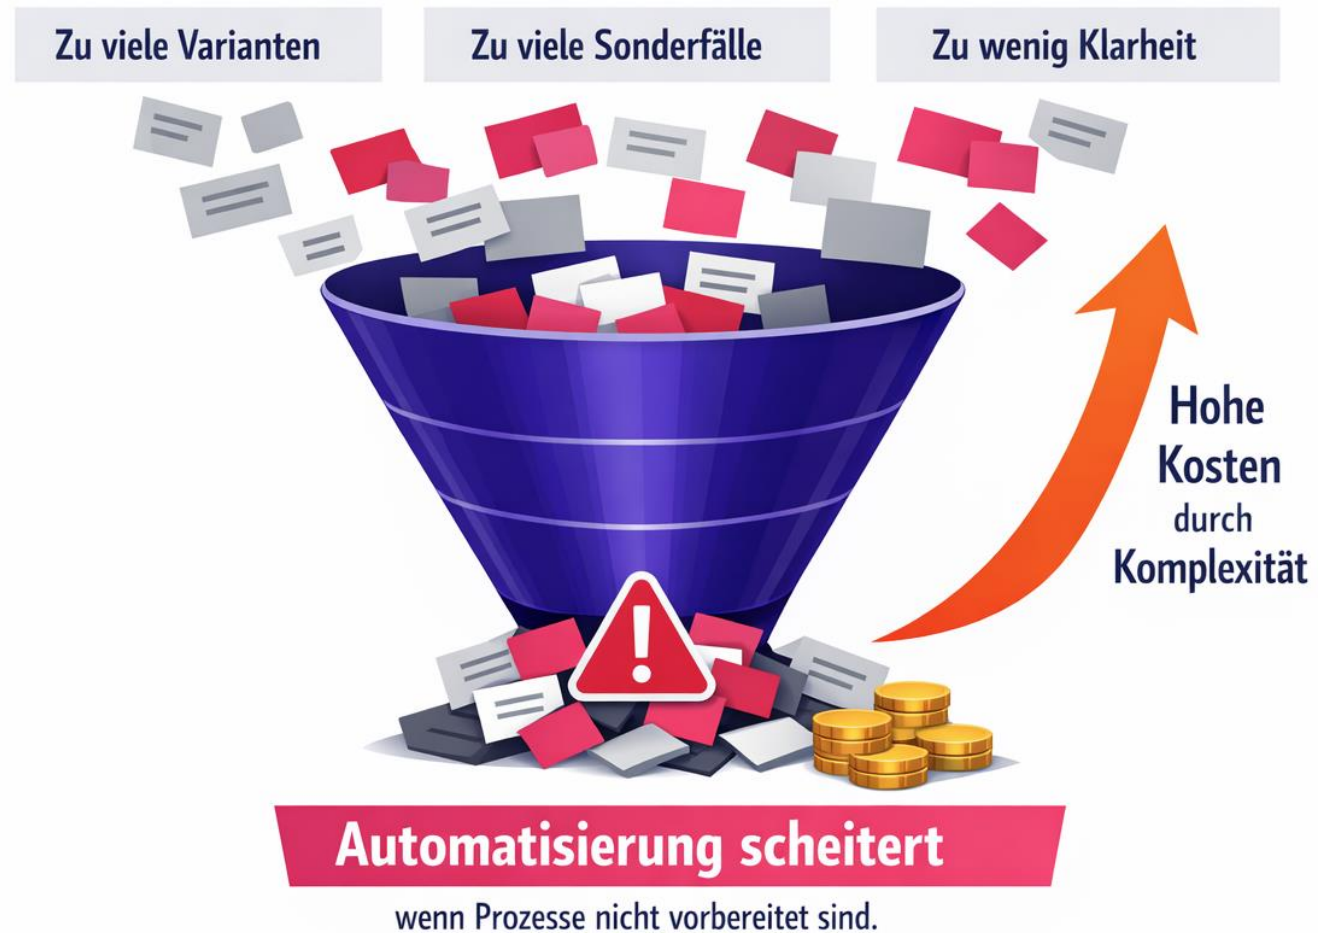 Zu viele Varianten
Zu viele Sonderfälle
Zu wenig Klarheit
Hohe
Kosten
durch
Komplexität
Automatisierung scheitert
wenn Prozesse nicht vorbereitet sind.